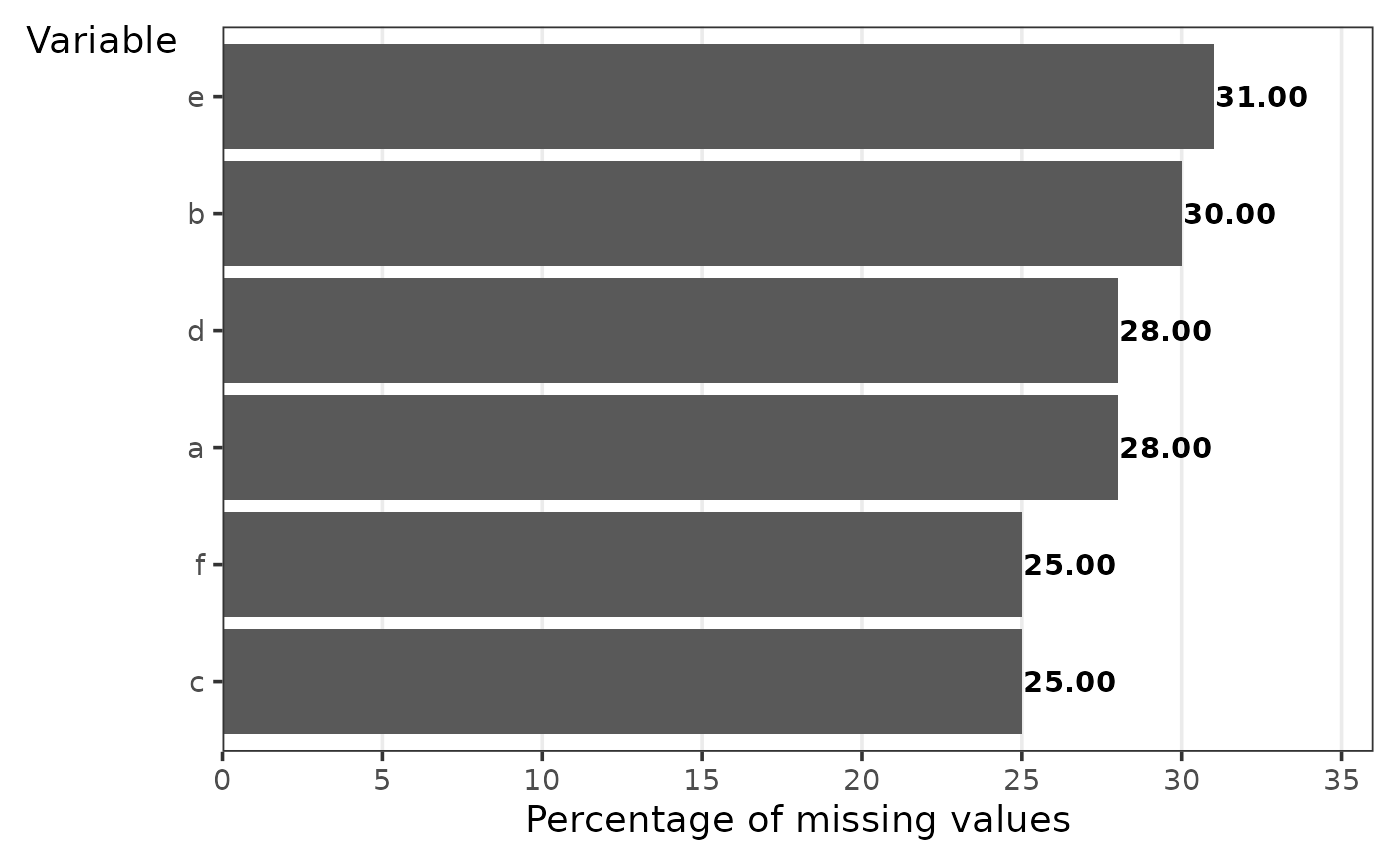 Variable
e 31.00
b 30.00
d 28.00
a 28.00
f 25.00
c 25.00
0 5 10 15 20 25 30 35
Percentage of missing values